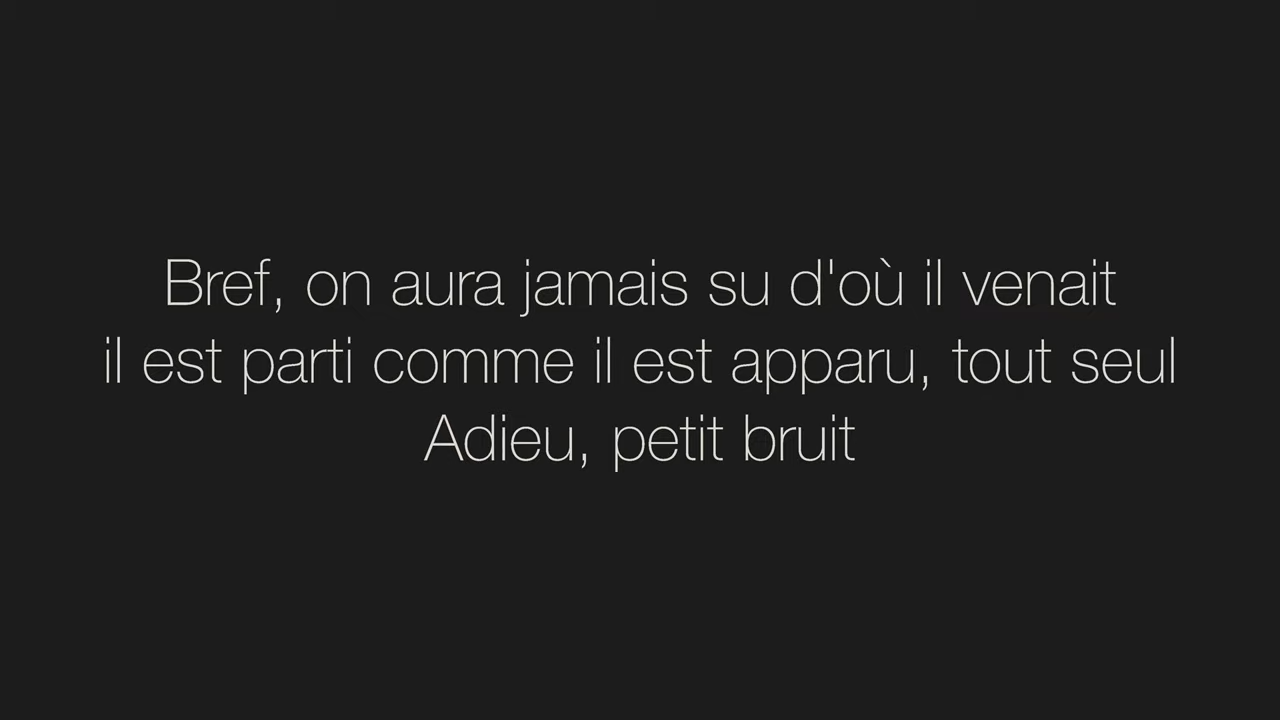 Bref, on aura jamais su d'où il venait
il est parti comme il est apparu, tout seul
Adieu, petit bruit